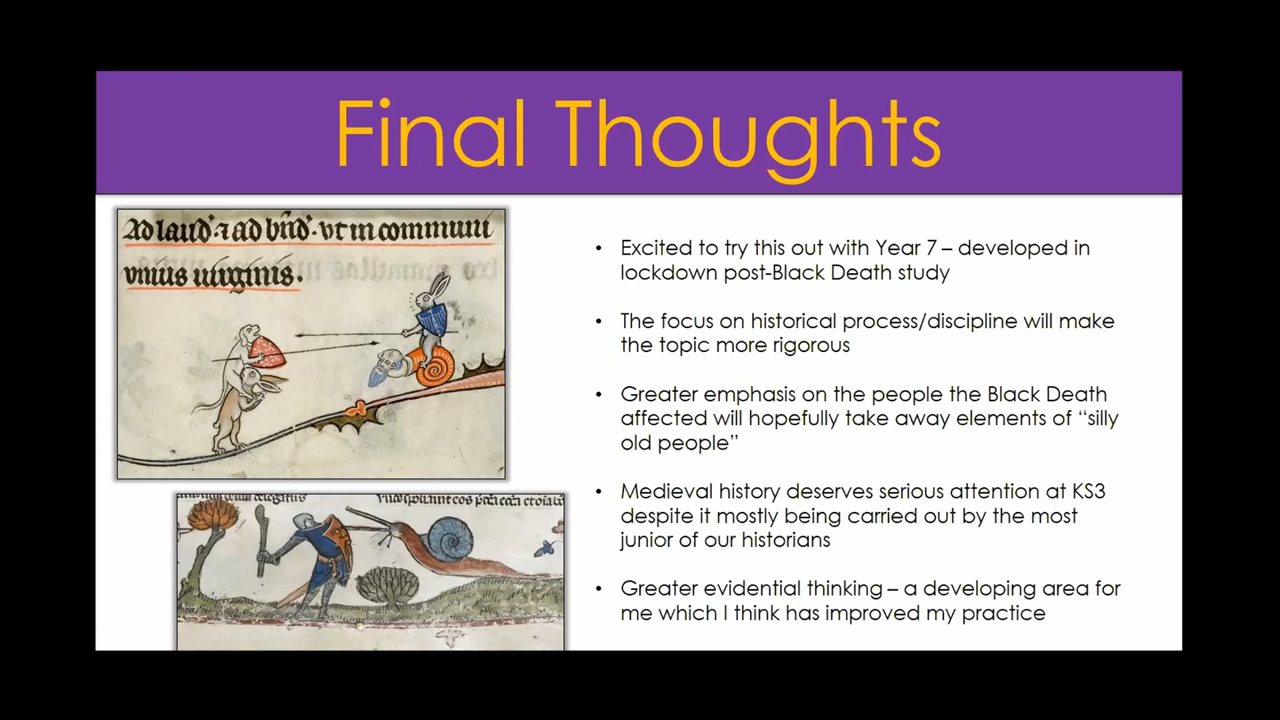 Final Thoughts
Ad laud' ⁊ ad bn̄d'. vt in communi
vnius uirginis.
• Excited to try this out with Year 7 – developed in
lockdown post-Black Death study
• The focus on historical process/discipline will make
the topic more rigorous
• Greater emphasis on the people the Black Death
affected will hopefully take away elements of “silly
old people”
• Medieval history deserves serious attention at KS3
despite it mostly being carried out by the most
junior of our historians
• Greater evidential thinking – a developing area for
me which I think has improved my practice